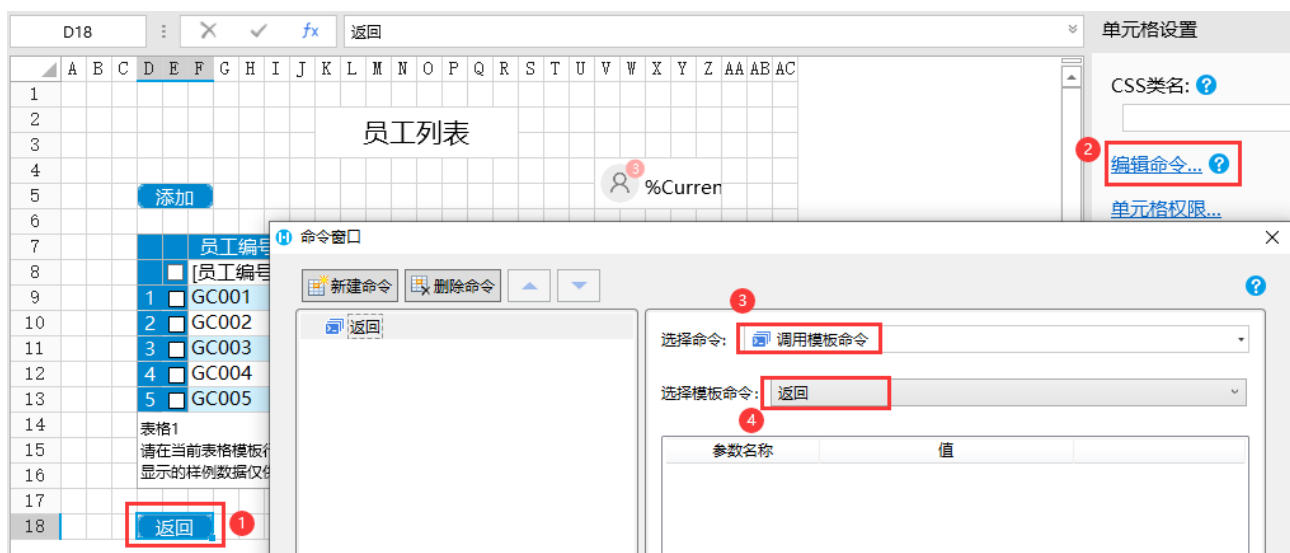 D18
fx
返回
单元格设置
A B C D E F G H I J K L M N O P Q R S T U V W X Y Z AA AB AC
CSS类名:
1
2
员工列表
3
2
编辑命令...
4
3
5
添加
%Curren
单元格权限...
6
7
员工编号
命令窗口
8
[员工编号
新建命令
删除命令
9
1
GC001
3
返回
10
2
GC002
选择命令:
调用模板命令
11
3
GC003
12
4
GC004
选择模板命令:
返回
13
5
GC005
4
14
表格1
参数名称
值
15
请在当前表格模板行
16
显示的样例数据仅
17
18
返回
1